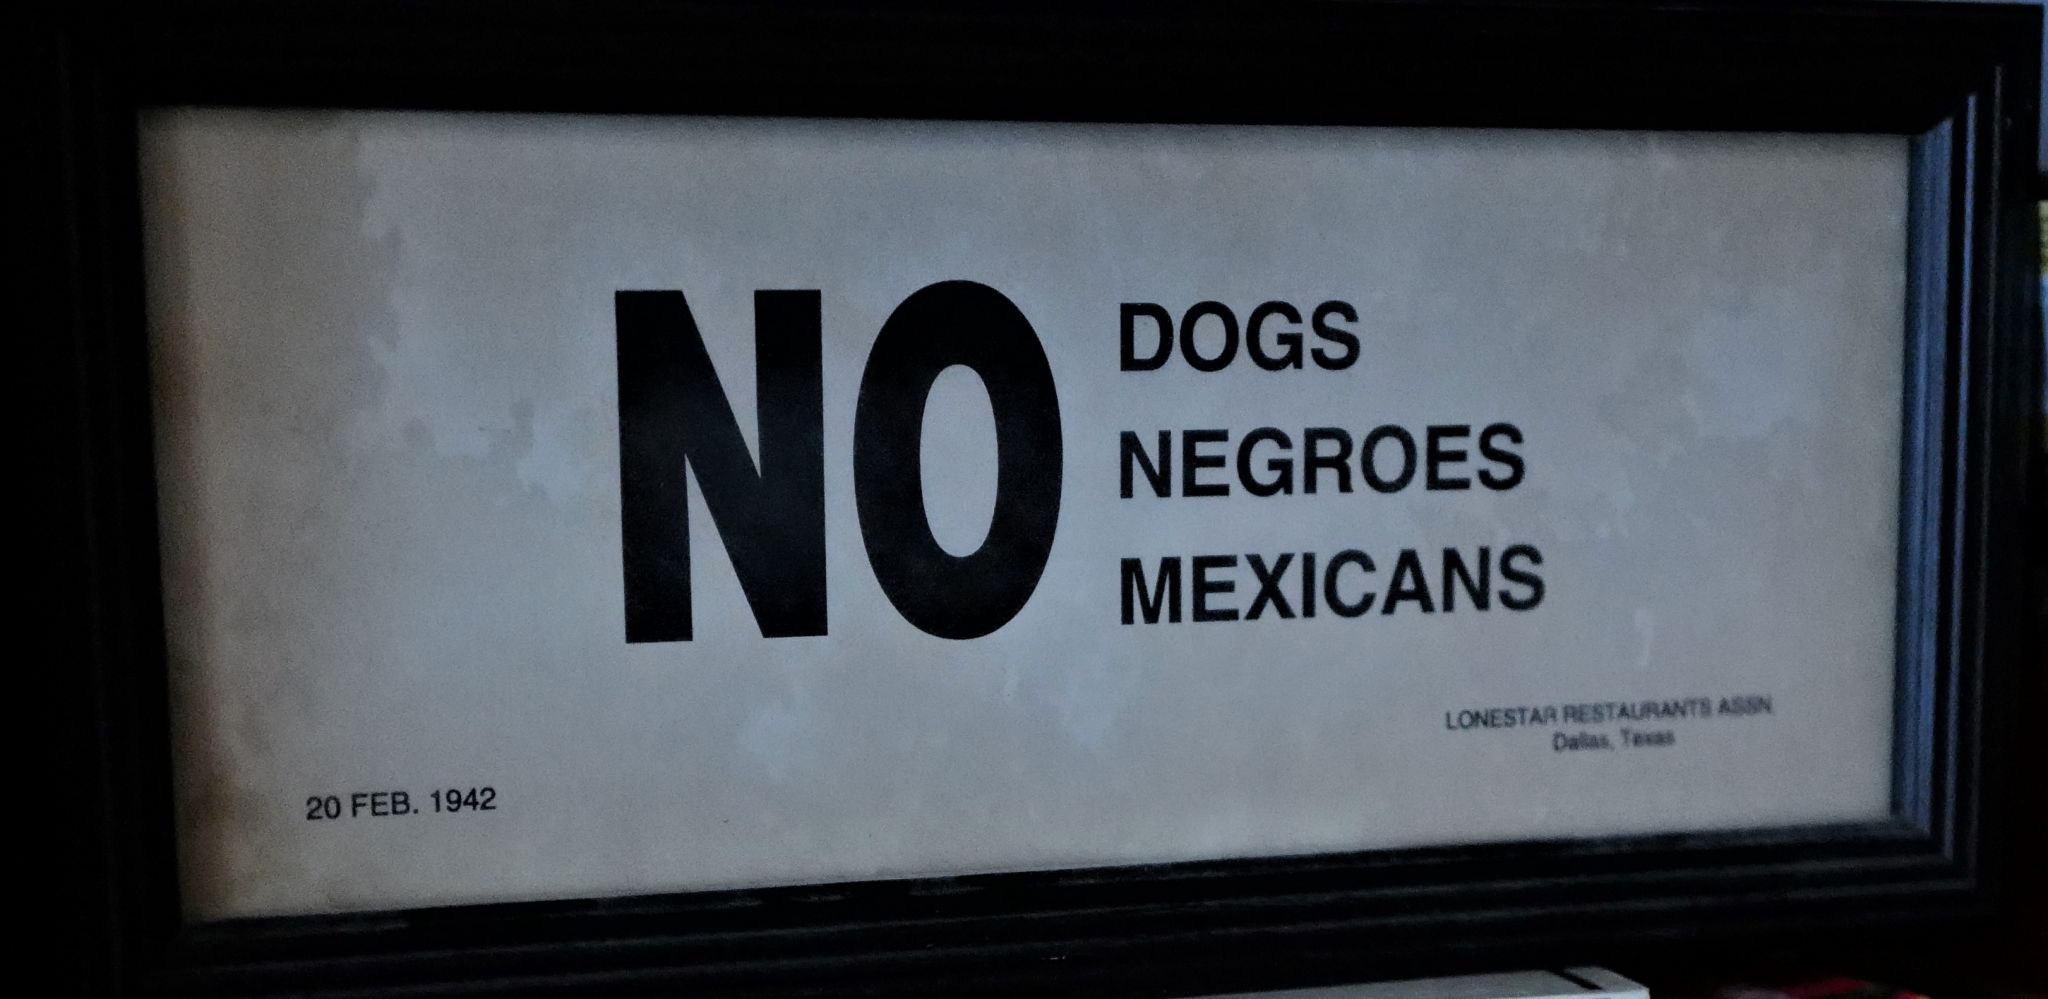 NO
DOGS
NEGROES
MEXICANS
LONESTAR RESTAURANTS ASSN.
Dallas, Texas
20 FEB. 1942